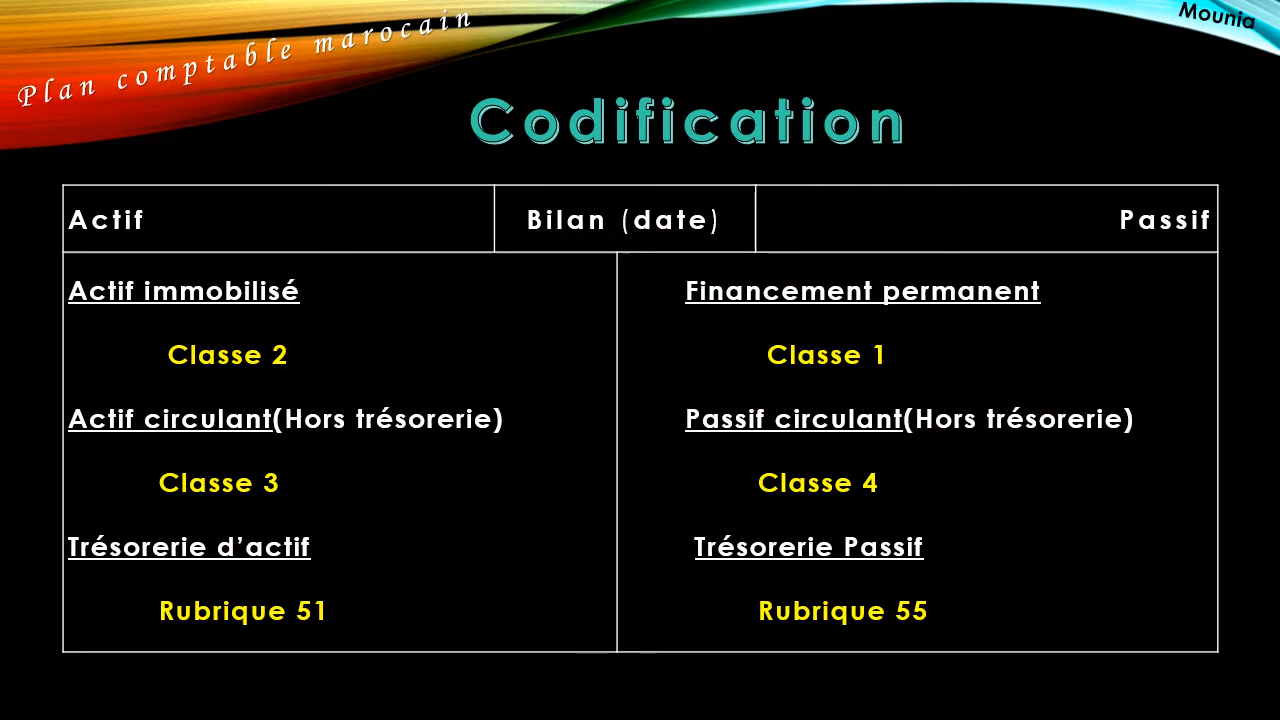 Plan comptable marocain
Mounia
Codification
Actif
Bilan (date)
Passif
Actif immobilisé
Classe 2
Actif circulant(Hors trésorerie)
Classe 3
Trésorerie d’actif
Rubrique 51
Financement permanent
Classe 1
Passif circulant(Hors trésorerie)
Classe 4
Trésorerie Passif
Rubrique 55